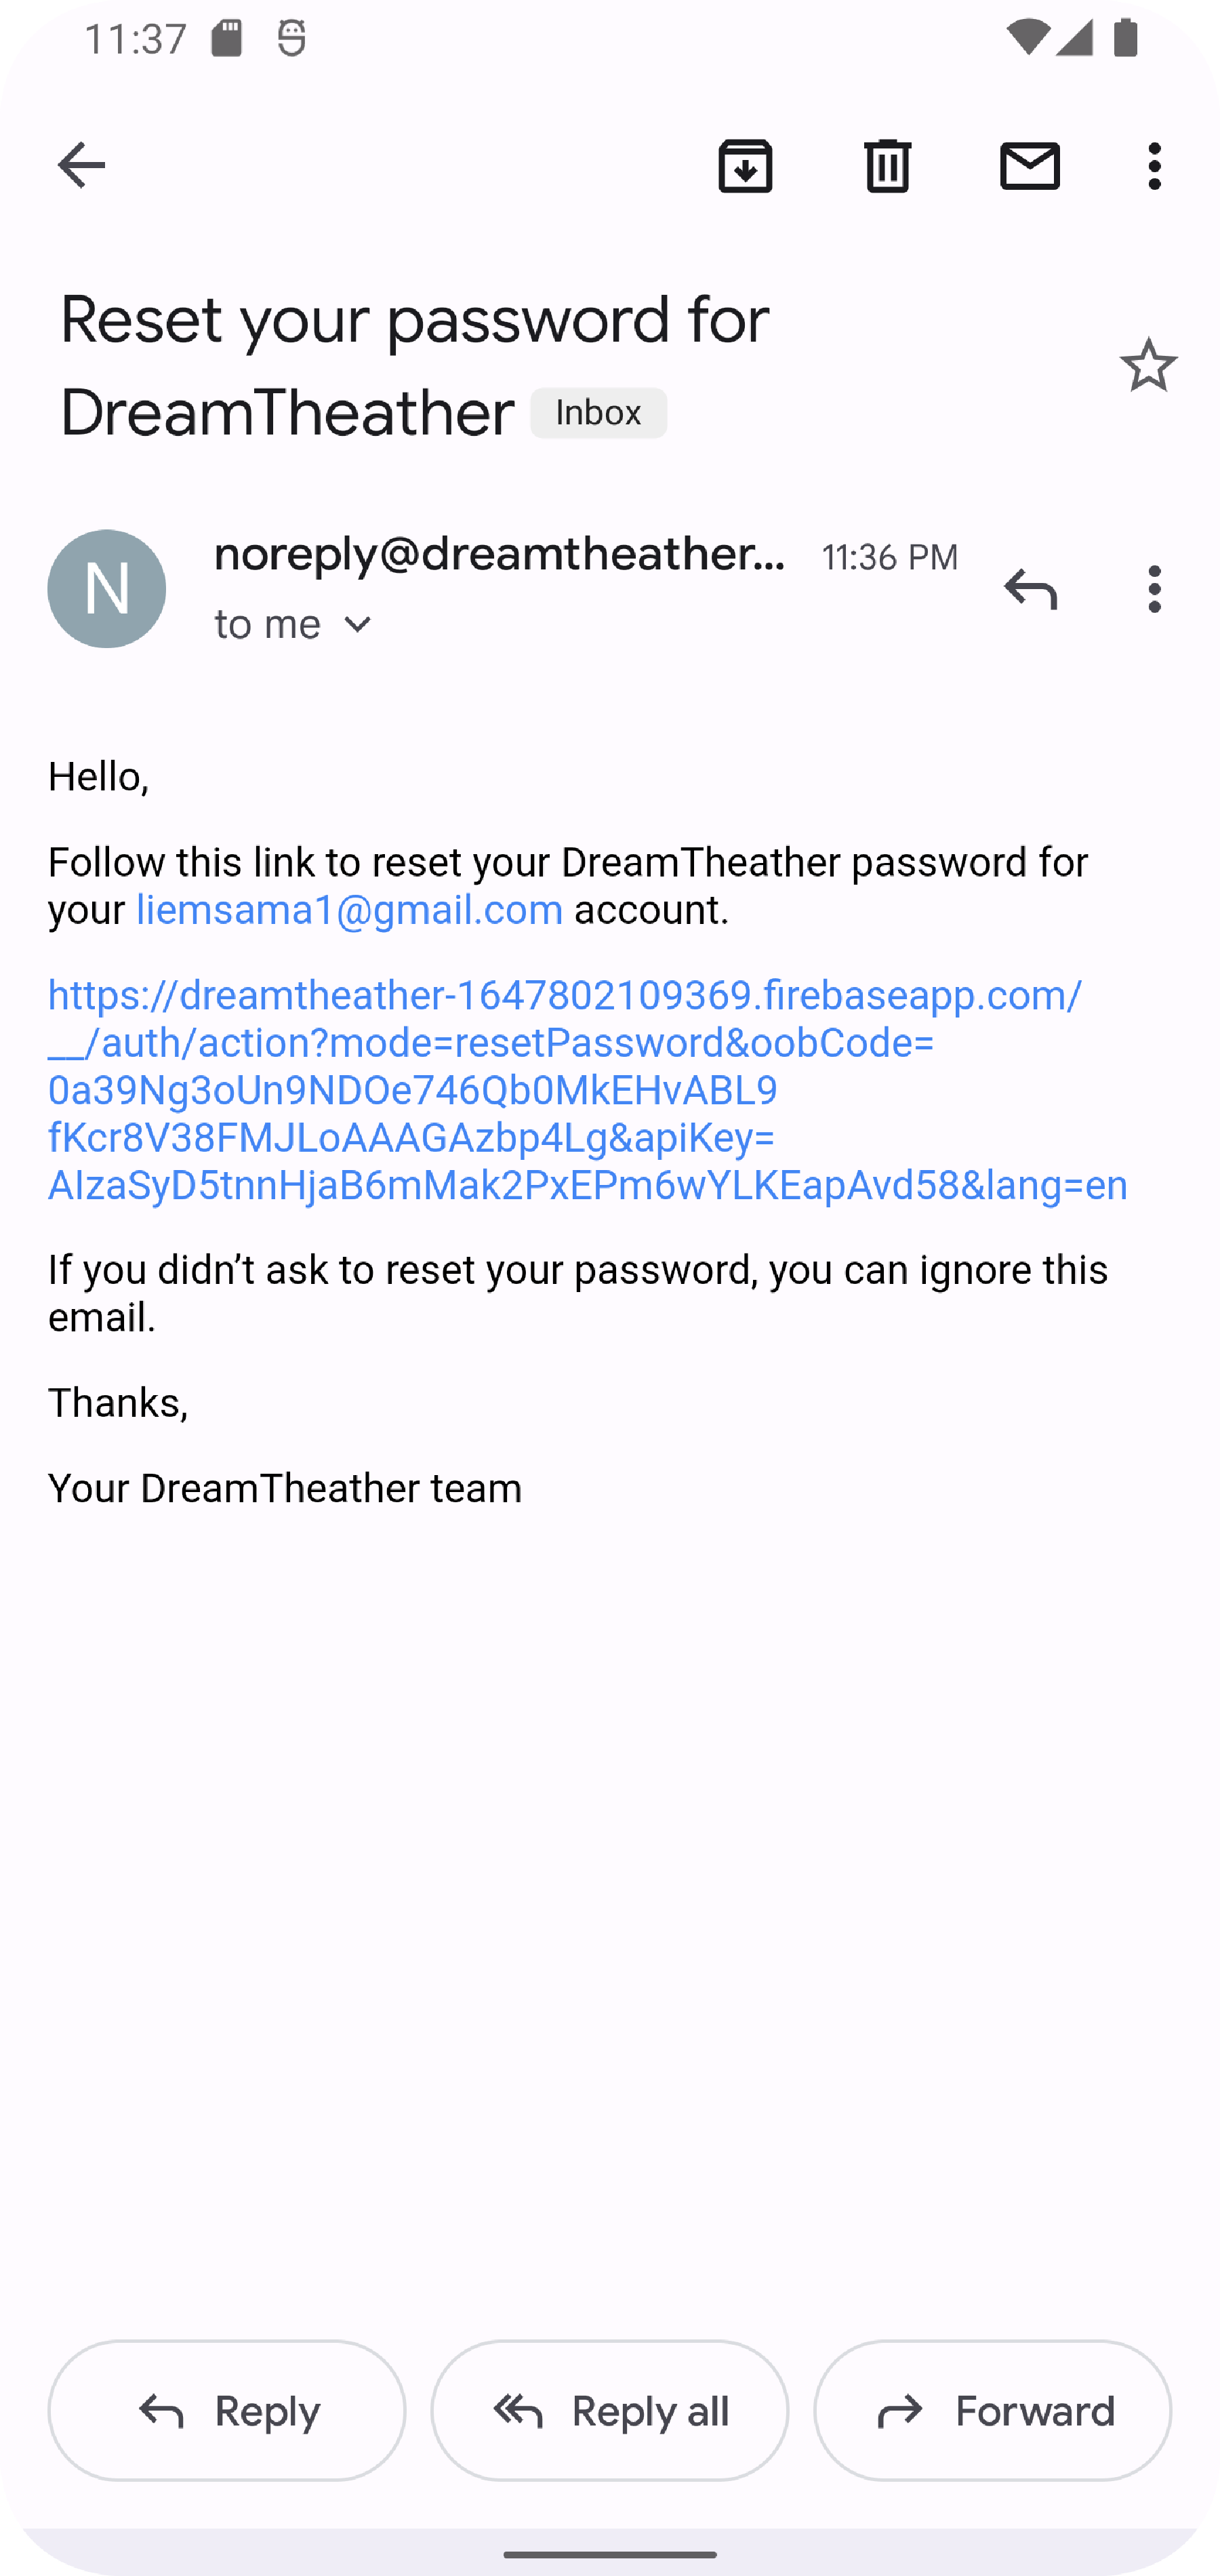 11:37
Reset your password for
DreamTheather Inbox
N
noreply@dreamtheather... 11:36 PM
to me
Hello,
Follow this link to reset your DreamTheather password for
your liemsama1@gmail.com account.
https://dreamtheather-1647802109369.firebaseapp.com/
__/auth/action?mode=resetPassword&oobCode=
0a39Ng3oUn9NDOe746Qb0MkEHvABL9
fKcr8V38FMJLoAAAGAzbp4Lg&apiKey=
AIzaSyD5tnnHjaB6mMak2PxEPm6wYLKEapAvd58&lang=en
If you didn’t ask to reset your password, you can ignore this
email.
Thanks,
Your DreamTheather team
Reply Reply all Forward